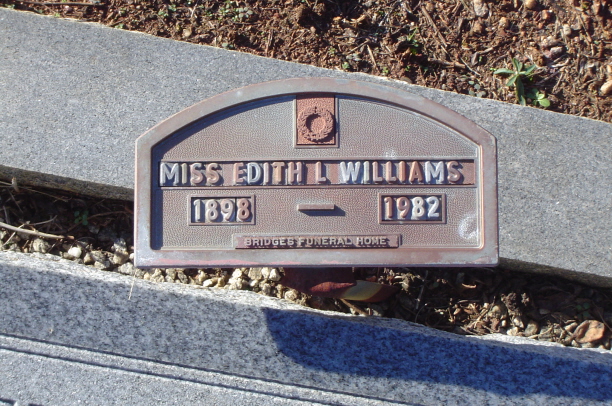 MISS EDITH L WILLIAMS
1898 – 1982
BRIDGES FUNERAL HOME